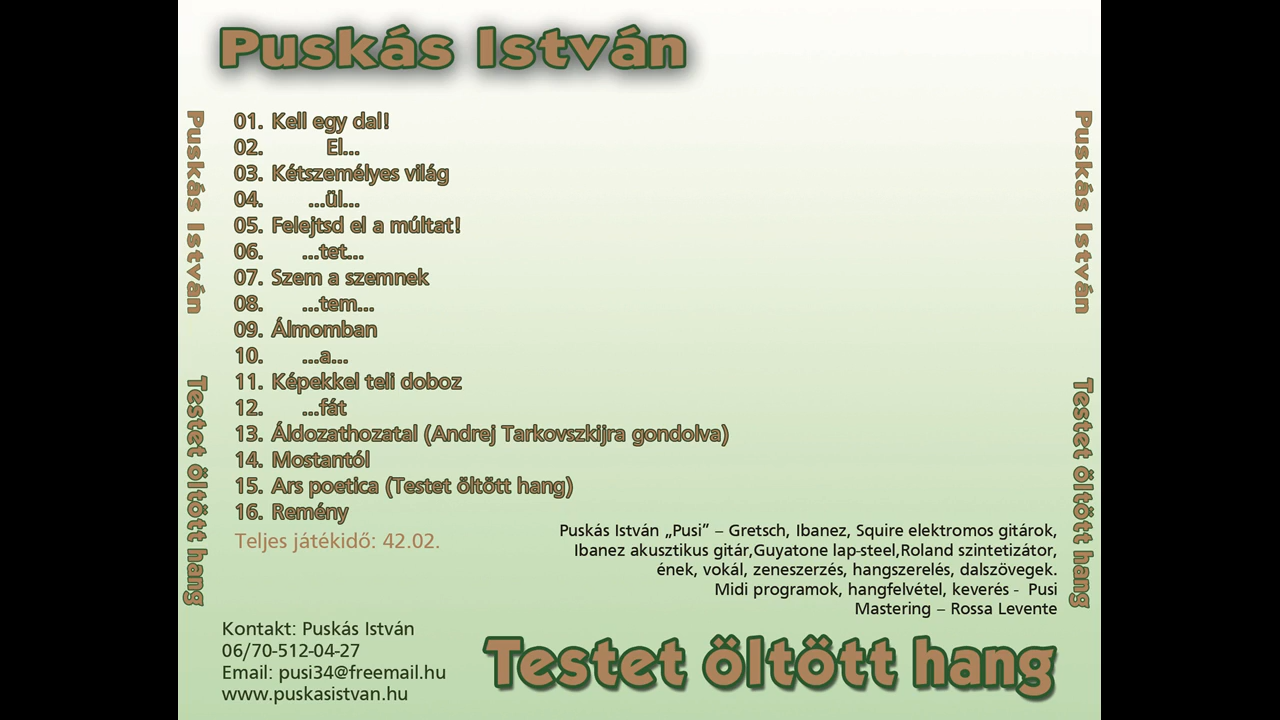 Puskás István
Puskás István
Testet öltött hang
01. Kell egy dal!
02. El...
03. Kétszemélyes világ
04. ...ül...
05. Felejtsd el a múltat!
06. ...tet...
07. Szem a szemnek
08. ...tem...
09. Álmomban
10. ...a...
11. Képekkel teli doboz
12. ...fát
13. Áldozathozatal (Andrej Tarkovszkijra gondolva)
14. Mostantól
15. Ars poetica (Testet öltött hang)
16. Remény
Teljes játékidő: 42.02.
Puskás István „Pusi” – Gretsch, Ibanez, Squire elektromos gitárok,
Ibanez akusztikus gitár,Guyatone lap-steel,Roland szintetizátor,
ének, vokál, zeneszerzés, hangszerelés, dalszövegek.
Midi programok, hangfelvétel, keverés - Pusi
Mastering – Rossa Levente
Kontakt: Puskás István
06/70-512-04-27
Email: pusi34@freemail.hu
www.puskasistvan.hu
Testet öltött hang
Puskás István
Testet öltött hang